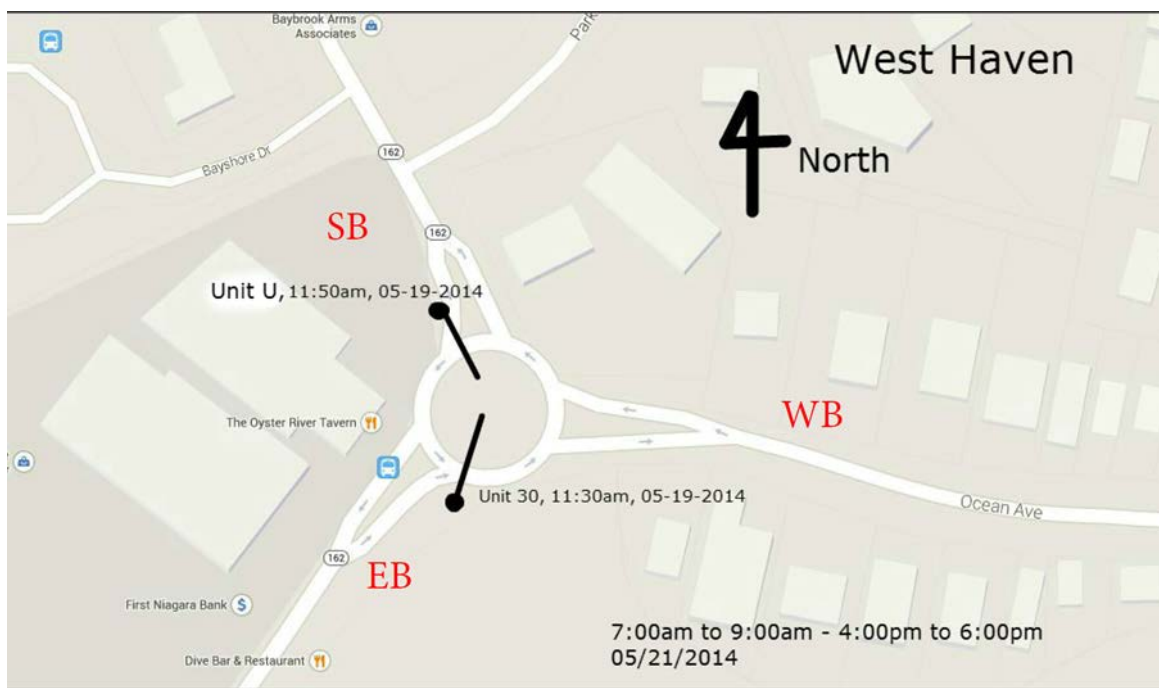 Baybrook Arms
Associates
Park
West Haven
North
162
Bayshore Dr
SB
162
Unit U, 11:50am, 05-19-2014
WB
The Oyster River Tavern
Unit 30, 11:30am, 05-19-2014
Ocean Ave
162
EB
First Niagara Bank $
7:00am to 9:00am - 4:00pm to 6:00pm
05/21/2014
Dive Bar & Restaurant